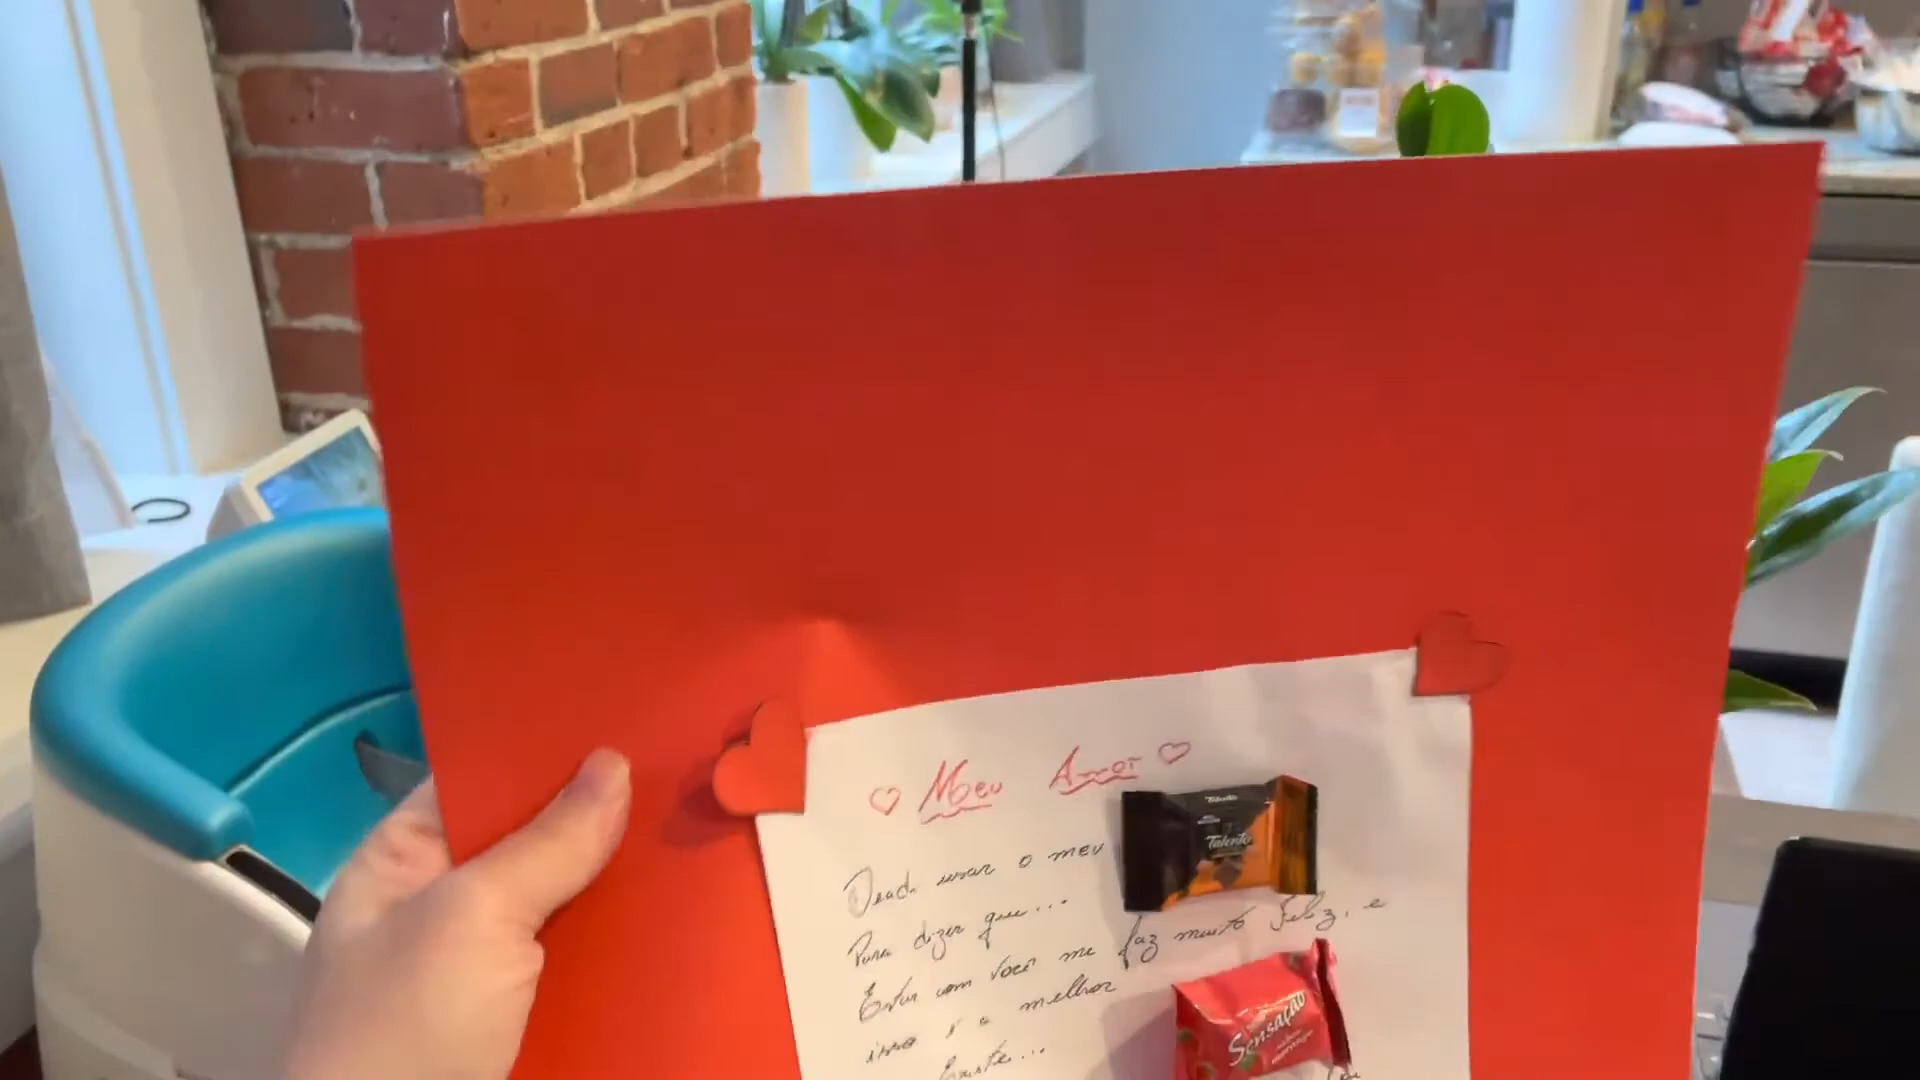 Meu Amor
usar o meu
Talento
Talento
Para dizer que...
Estar com você me faz muito feliz, e
isso é a melhor
Sensação
Existe...